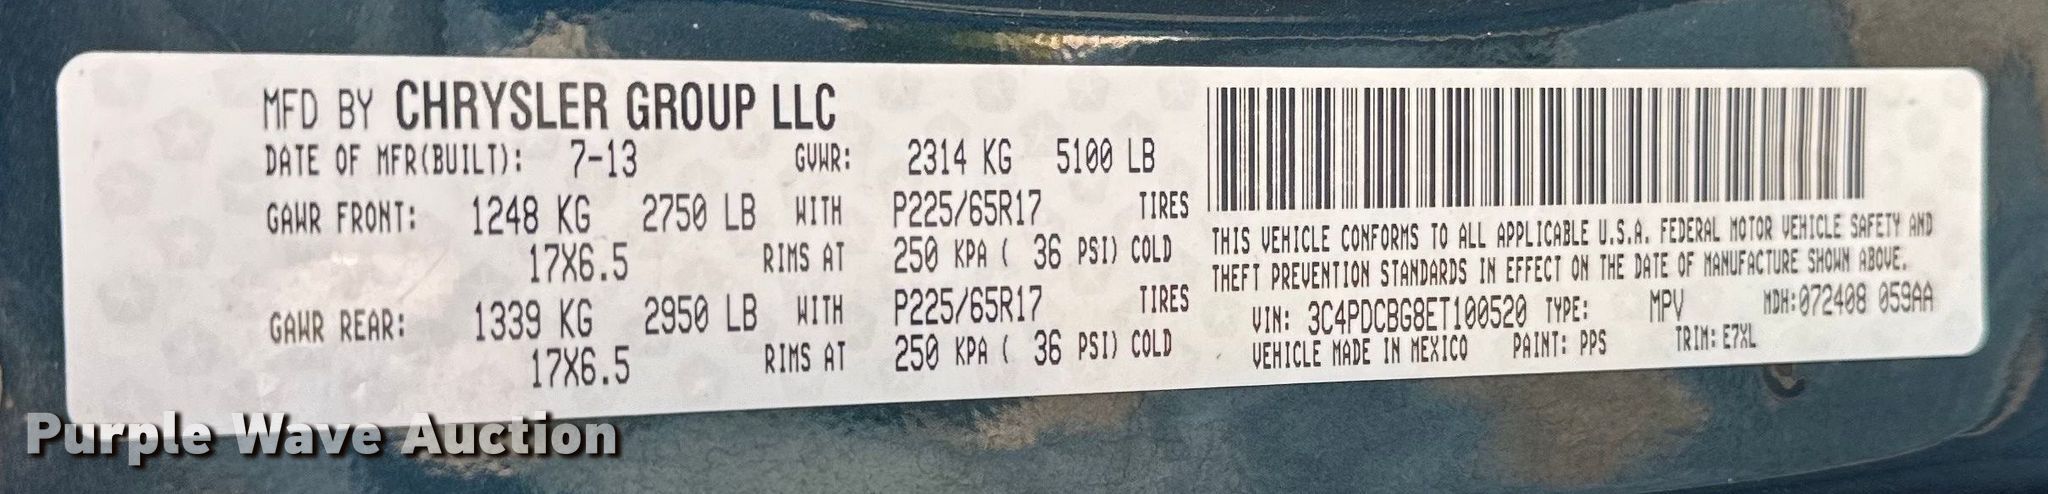 MFD BY CHRYSLER GROUP LLC
DATE OF MFR(BUILT): 7-13 GVWR: 2314 KG 5100 LB
GAWR FRONT: 1248 KG 2750 LB WITH P225/65R17 TIRES
17X6.5 RIMS AT 250 KPA ( 36 PSI) COLD
GAWR REAR: 1339 KG 2950 LB WITH P225/65R17 TIRES
17X6.5 RIMS AT 250 KPA ( 36 PSI) COLD
THIS VEHICLE CONFORMS TO ALL APPLICABLE U.S.A. FEDERAL MOTOR VEHICLE SAFETY AND
THEFT PREVENTION STANDARDS IN EFFECT ON THE DATE OF MANUFACTURE SHOWN ABOVE.
VIN: 3C4PDCBG8ET100520 TYPE: MPV MDH:072408 059AA
VEHICLE MADE IN MEXICO PAINT: PPS TRIM: E7XL
Purple Wave Auction